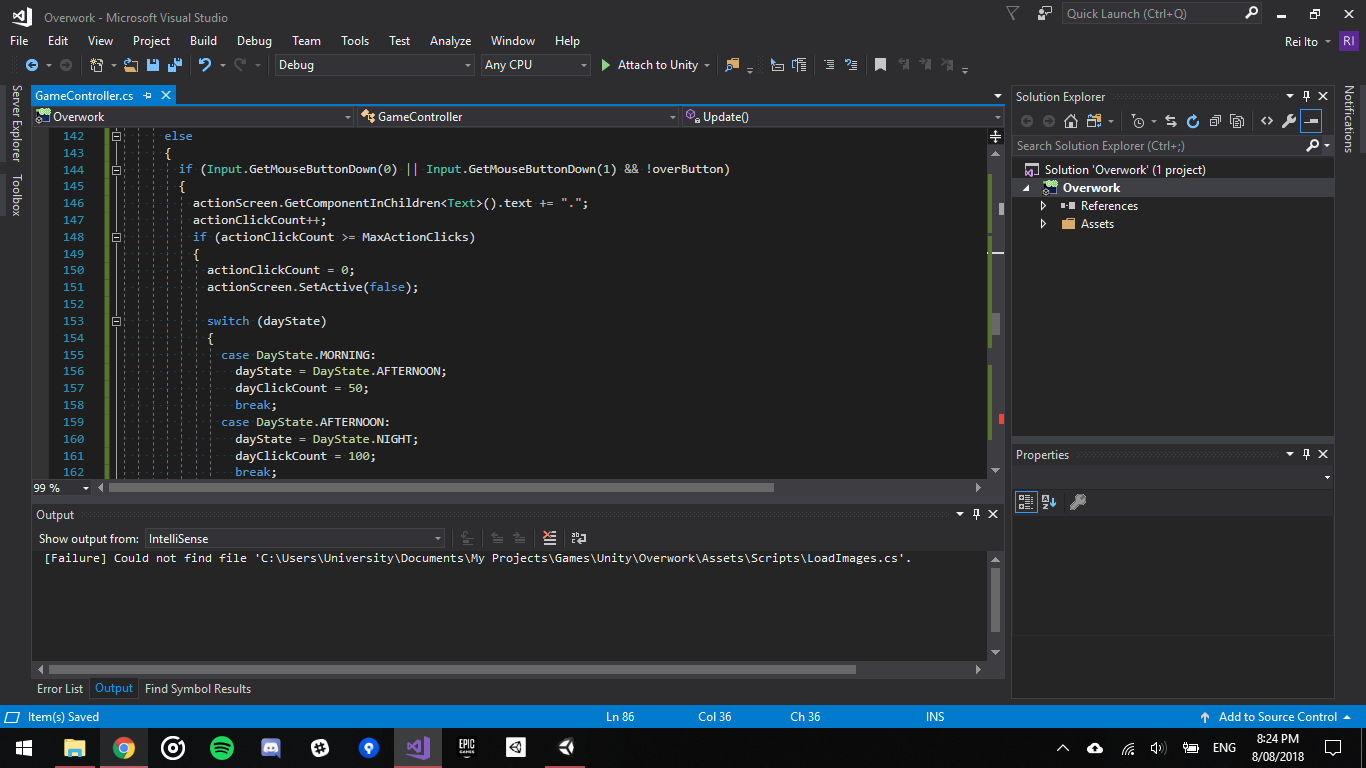 Overwork - Microsoft Visual Studio
Quick Launch (Ctrl+Q)
File Edit View Project Build Debug Team Tools Test Analyze Window Help
Rei Ito RI
Debug Any CPU Attach to Unity
Server Explorer
Toolbox
GameController.cs
Overwork GameController Update()
142 else
143 {
144 if (Input.GetMouseButtonDown(0) || Input.GetMouseButtonDown(1) && !overButton)
145 {
146 actionScreen.GetComponentInChildren<Text>().text += ".";
147 actionClickCount++;
148 if (actionClickCount >= MaxActionClicks)
149 {
150 actionClickCount = 0;
151 actionScreen.SetActive(false);
152
153 switch (dayState)
154 {
155 case DayState.MORNING:
156 dayState = DayState.AFTERNOON;
157 dayClickCount = 50;
158 break;
159 case DayState.AFTERNOON:
160 dayState = DayState.NIGHT;
161 dayClickCount = 100;
162 break;
99 %
Output
Show output from: IntelliSense
[Failure] Could not find file 'C:\Users\University\Documents\My Projects\Games\Unity\Overwork\Assets\Scripts\LoadImages.cs'.
Error List Output Find Symbol Results
Solution Explorer
Search Solution Explorer (Ctrl+;)
Solution 'Overwork' (1 project)
Overwork
References
Assets
Properties
Notifications
Item(s) Saved Ln 86 Col 36 Ch 36 INS Add to Source Control
EPIC GAMES
ENG
8:24 PM
8/08/2018